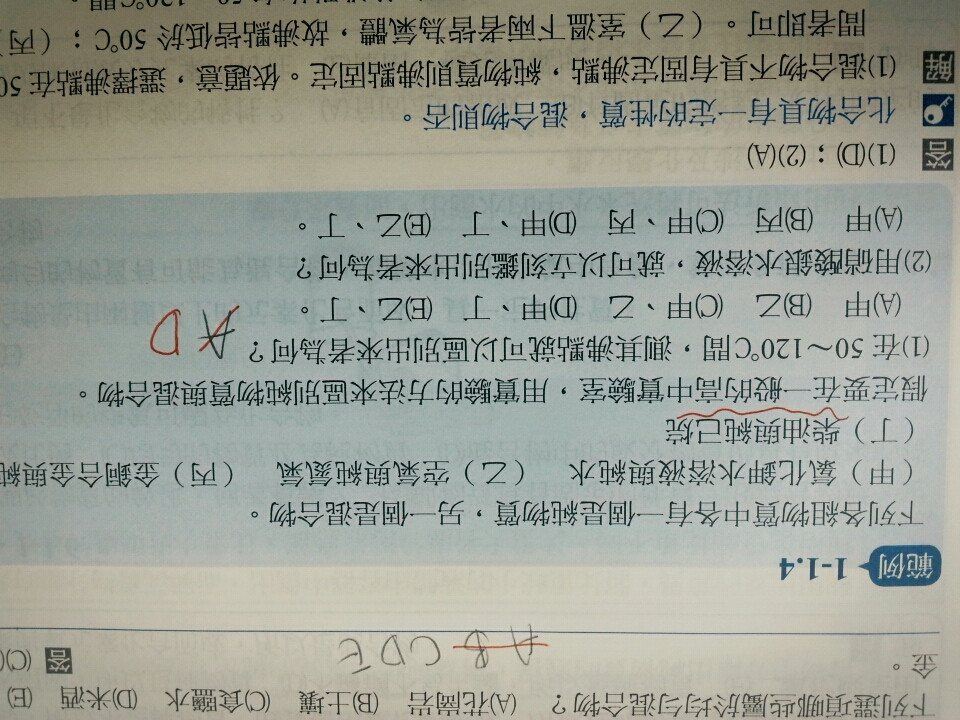 下列選項哪些屬於均勻混合物？ (A)花崗岩 (B)土壤 (C)食鹽水 (D)米酒 (E)
金。
答 (C)(
A B C D E
範例 1-1.4
下列各組物質中各有一個是純物質，另一個是混合物。
（甲）氯化鉀水溶液與純水 （乙）空氣與純氮氣 （丙）金銅合金與純
（丁）柴油與純己烷
假定要在一般的高中實驗室，用實驗的方法來區別純物質與混合物。
(1)在 50～120°C間，測其沸點就可以區別出來者為何？ A D
(A)甲 (B)乙 (C)甲、乙 (D)甲、丁 (E)乙、丁。
(2)用硝酸銀水溶液，就可以立刻鑑別出來者為何？
(A)甲 (B)丙 (C)甲、丙 (D)甲、丁 (E)乙、丁。
答 (1)(D)；(2)(A)
化合物具有一定的性質，混合物則否。
解 (1)混合物不具有固定沸點，純物質則沸點固定。依題意，選擇沸點在 50
間者即可。（乙）室溫下兩者皆為氣體，故沸點皆低於 50°C；（丙）